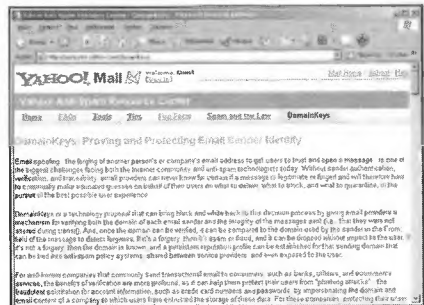 YAHOO! Mail Welcome, Guest
Mail Home - - Help
Yahoo! Anti-Spam Resource Center
Home FAQs Tools Tips Spam and the Law DomainKeys
DomainKeys: Proving and Protecting Email Sender Identity
Email spoofing - the forging of another person's or company's email address to get users to trust and open a message - is one of
the biggest challenges facing both the Internet community and anti-spam technologists today. Without sender authentication,
verification, and traceability, email providers can never know for certain if a message is legitimate or forged and will therefore have
to continually make educated guesses on behalf of their users on what to deliver, what to block, and what to quarantine, in the
pursuit of the best possible user experience
DomainKeys is a technology proposal that can bring black and white back to this decision process by giving email providers a
mechanism for verifying both the domain of each email sender and the integrity of the messages sent (i.e., that they were not
altered during transit). And, once the domain can be verified, it can be compared to the domain used by the sender in the From:
field of the message to detect forgeries. If it's a forgery, then it's spam or fraud, and it can be dropped without impact to the user. If
it's not a forgery, then the domain is known, and a persistent reputation profile can be established for that sending domain that
can be tied into anti-spam policy systems, shared between service providers, and even exposed to the user.
For well-known companies that commonly send transactional email to consumers, such as banks, utilities, and ecommerce
services, the benefits of verification are more profound, as it can help them protect their users from "phishing attacks" - the
fraudulent solicitation for account information, such as credit card numbers and passwords, by impersonating the domain and
email content of a company to which users have entrusted the storage of these data. For these companies, protecting their users